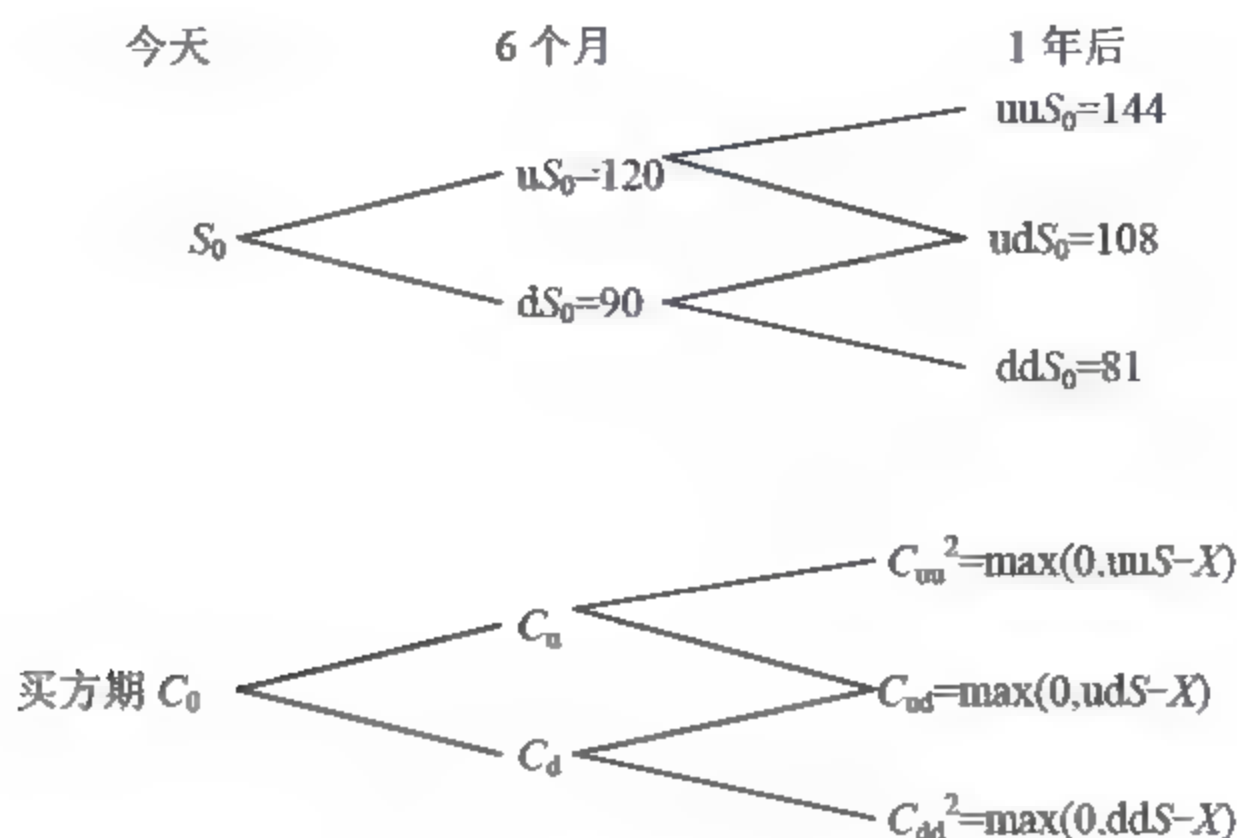 今天 6 个月 1 年后
uuS₀=144
uS₀=120
S₀ udS₀=108
dS₀=90
ddS₀=81
Cuu²=max(0.uuS−X)
Cu
买方期 C₀ Cud=max(0,udS−X)
Cd
Cdd²=max(0.ddS−X)